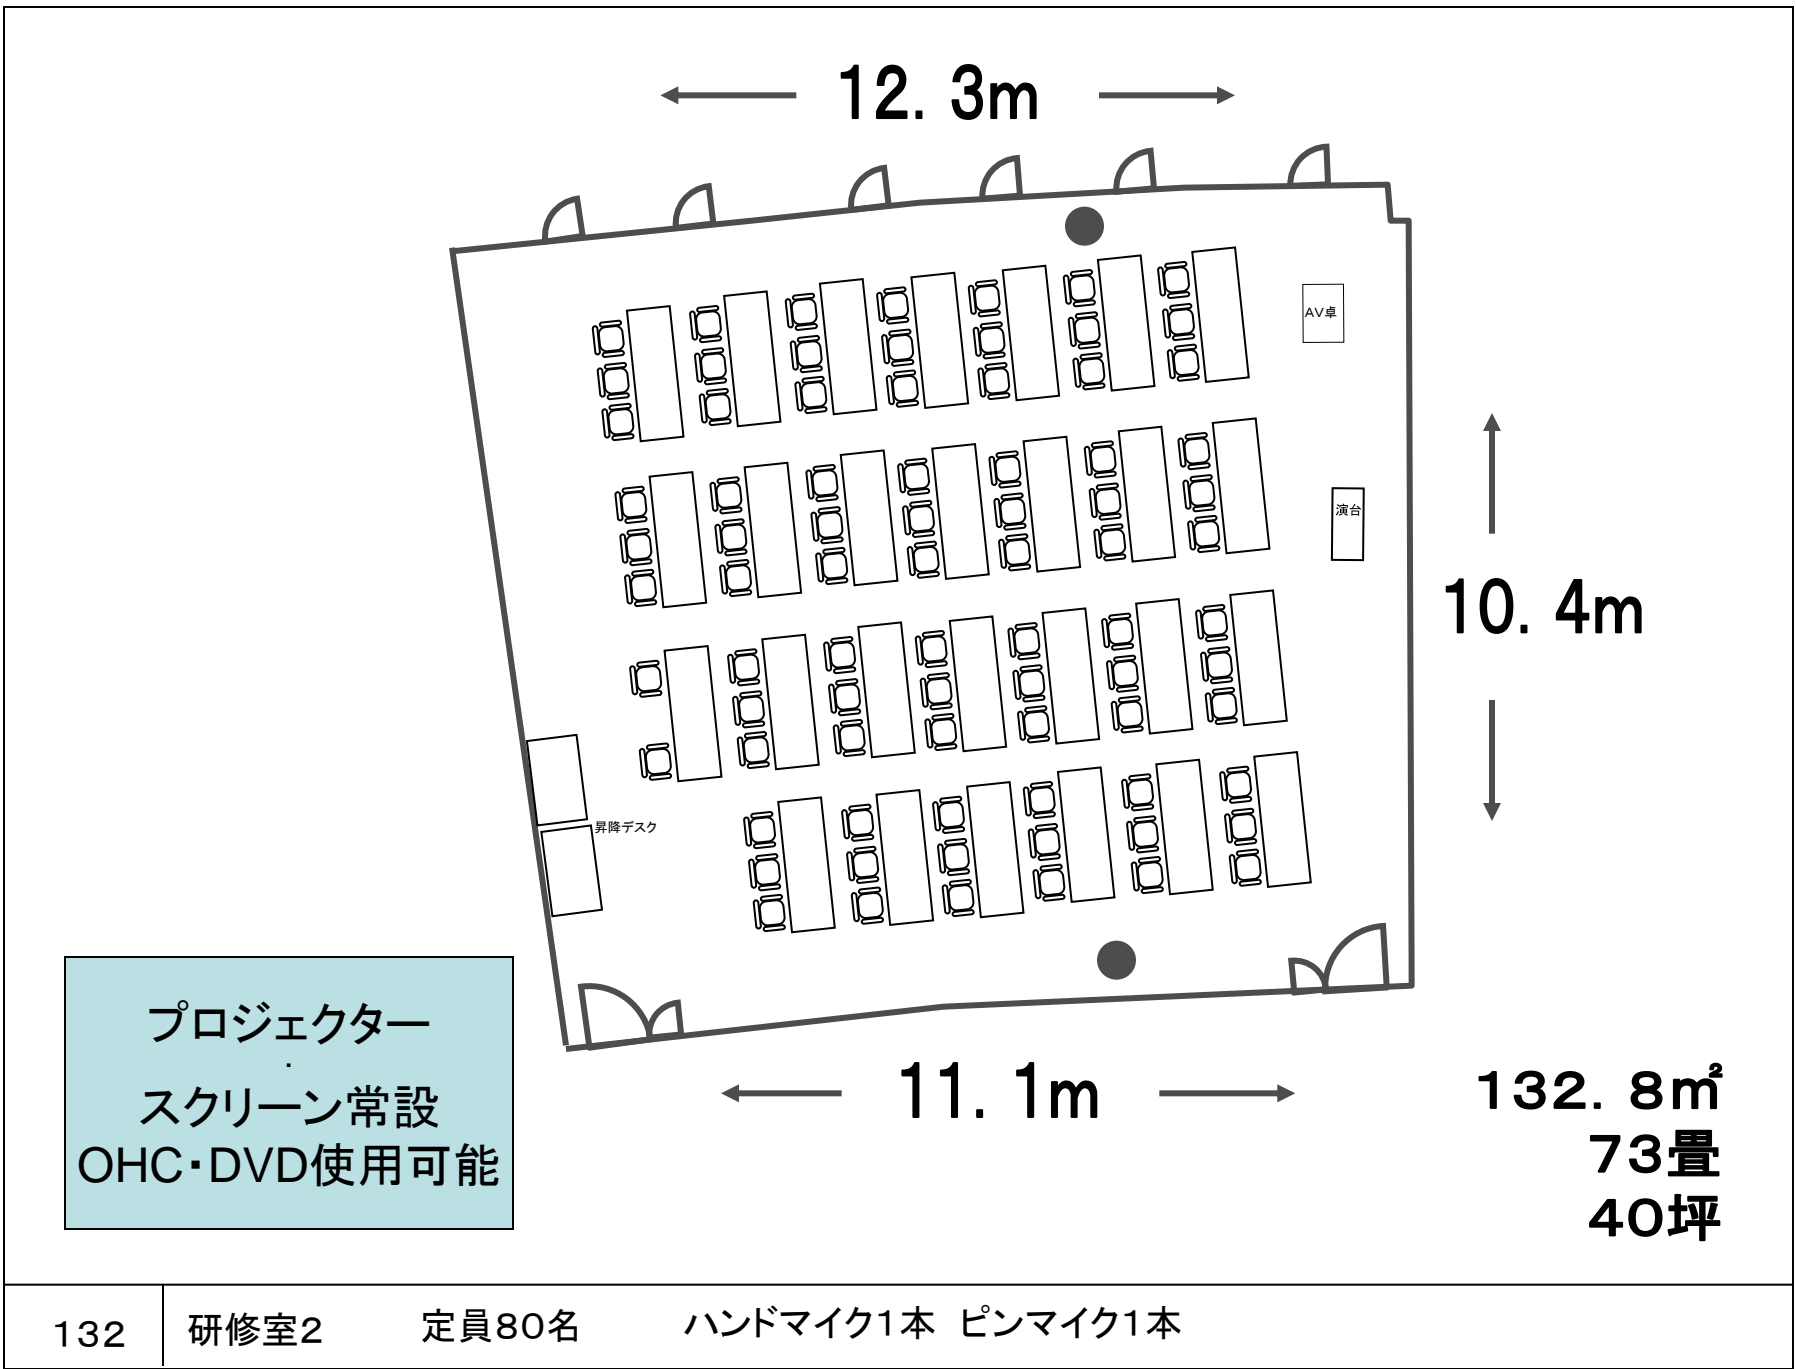 12．3m
AV卓
演台
10．4m
昇降デスク
プロジェクター
・
スクリーン常設
OHC・DVD使用可能
11．1m
132．8㎡
73畳
40坪
132
研修室2　定員80名　ハンドマイク1本　ピンマイク1本